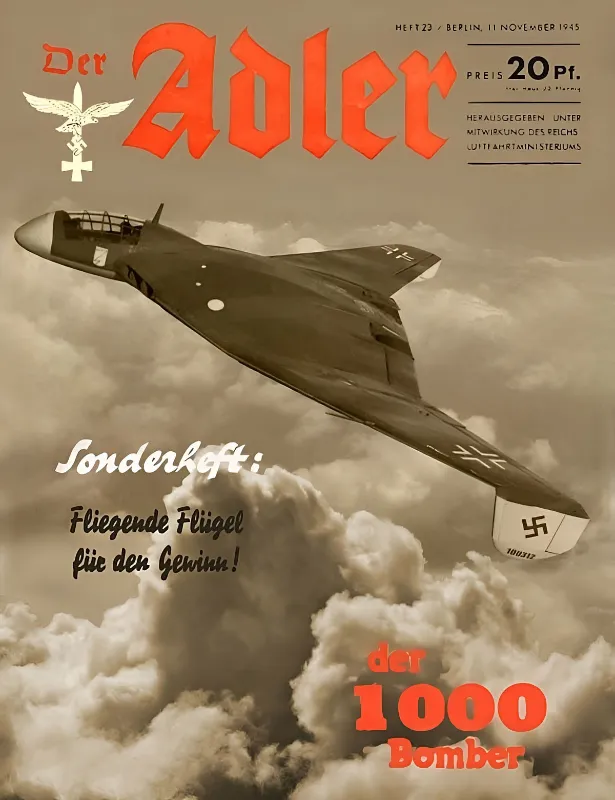 HEFT 23 / BERLIN, 11 NOVEMBER 1945
Der Adler
PREIS 20 Pf.
HERAUSGEGEBEN UNTER
MITWIRKUNG DES REICHS-
LUFTFAHRTMINISTERIUMS
Sonderheft:
Fliegende Flügel
für den Gewinn!
100312
der
1000
Bomber